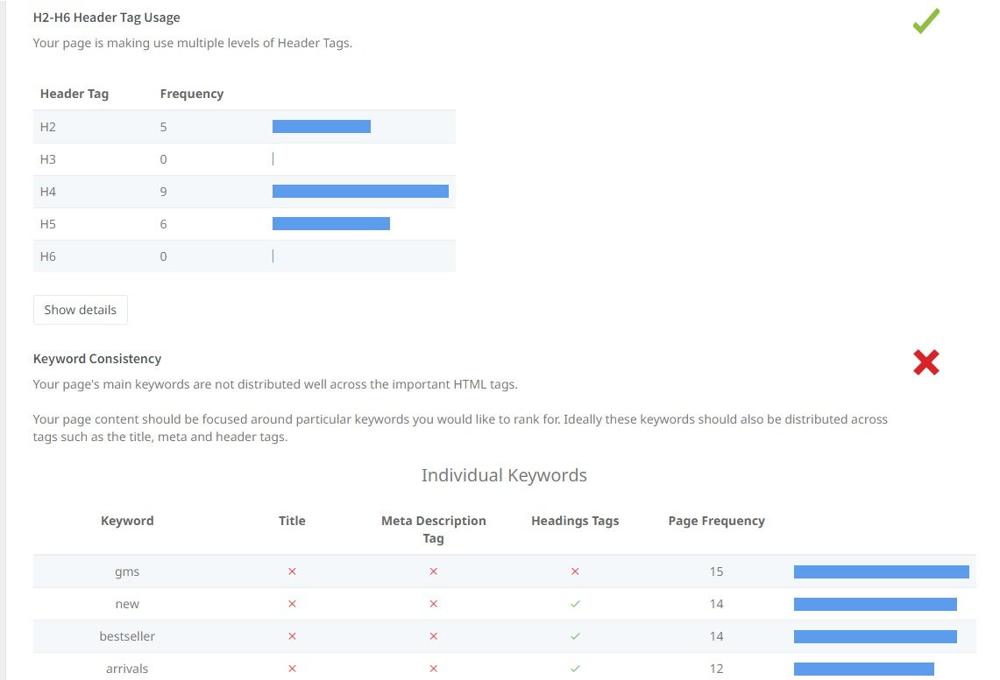 H2-H6 Header Tag Usage
Your page is making use multiple levels of Header Tags.
Header Tag Frequency
H2 5
H3 0
H4 9
H5 6
H6 0
Show details
Keyword Consistency
Your page's main keywords are not distributed well across the important HTML tags.
Your page content should be focused around particular keywords you would like to rank for. Ideally these keywords should also be distributed across
tags such as the title, meta and header tags.
Individual Keywords
Keyword Title Meta Description Headings Tags Page Frequency
Tag
gms 15
new 14
bestseller 14
arrivals 12